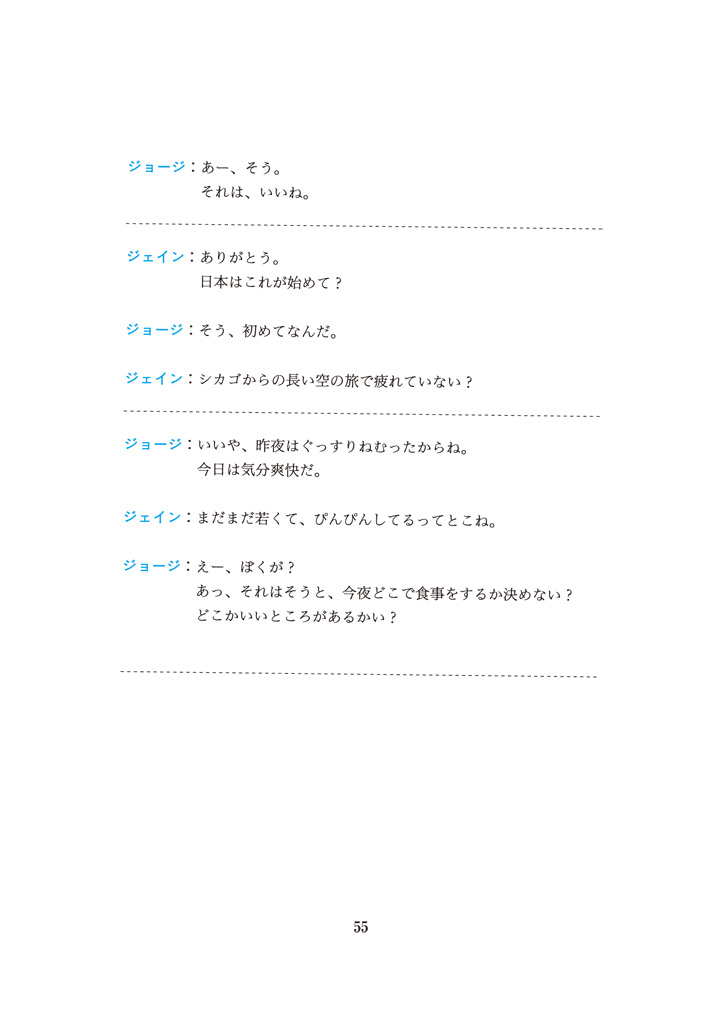 ジョージ：あー、そう。
それは、いいね。
ジェイン：ありがとう。
日本はこれが始めて？
ジョージ：そう、初めてなんだ。
ジェイン：シカゴからの長い空の旅で疲れていない？
ジョージ：いいや、昨夜はぐっすりねむったからね。
今日は気分爽快だ。
ジェイン：まだまだ若くて、ぴんぴんしてるってとこね。
ジョージ：えー、ぼくが？
あっ、それはそうと、今夜どこで食事をするか決めない？
どこかいいところがあるかい？
55